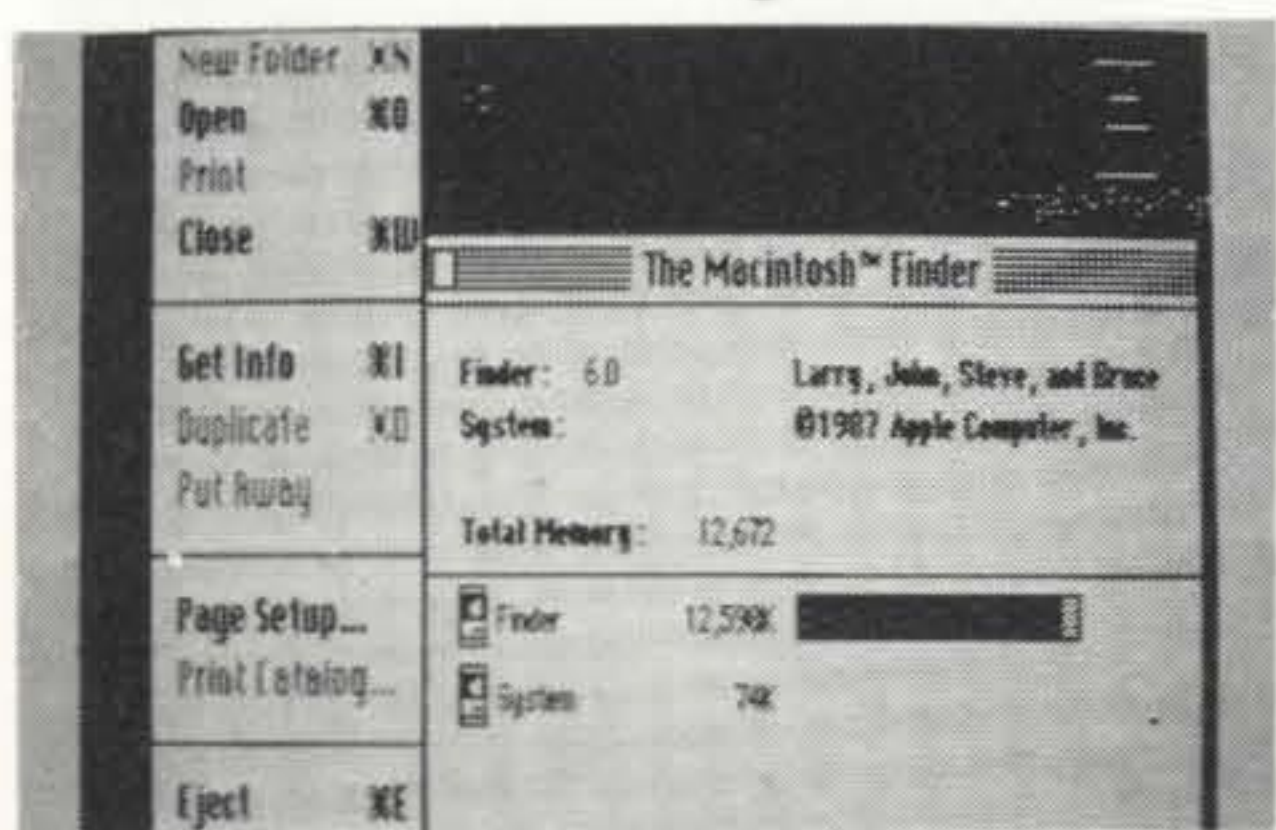 New Folder ⌘N
Open ⌘O
Print
Close ⌘W
Get Info ⌘I
Duplicate ⌘D
Put Away
Page Setup...
Print Catalog...
Eject ⌘E
The Macintosh™ Finder
Finder: 6.0 Larry, John, Steve, and Bruce
System: ©1987 Apple Computer, Inc.
Total Memory: 12,672
Finder 12,598K
System 74K